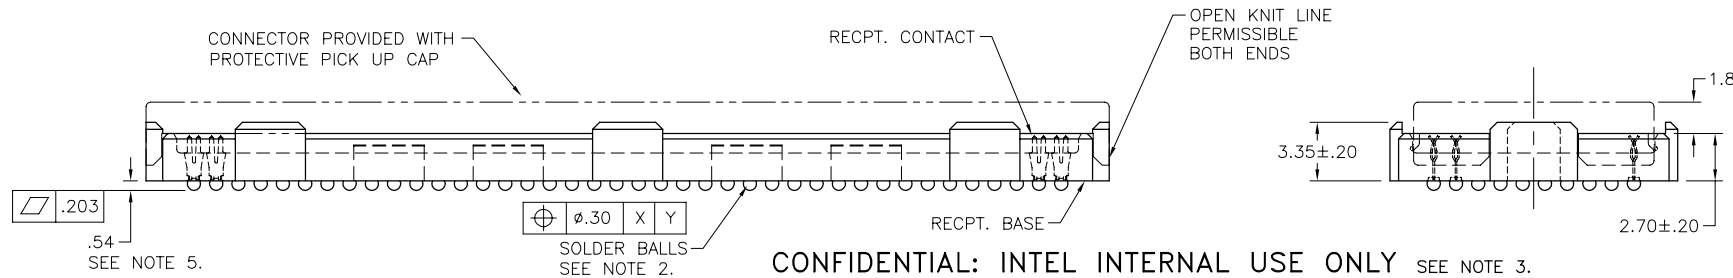 CONNECTOR PROVIDED WITH
PROTECTIVE PICK UP CAP
RECPT. CONTACT
OPEN KNIT LINE
PERMISSIBLE
BOTH ENDS
1.8
3.35±.20
2.70±.20
.203
.54
SEE NOTE 5.
ø.30 X Y
SOLDER BALLS
SEE NOTE 2.
RECPT. BASE
CONFIDENTIAL: INTEL INTERNAL USE ONLY SEE NOTE 3.